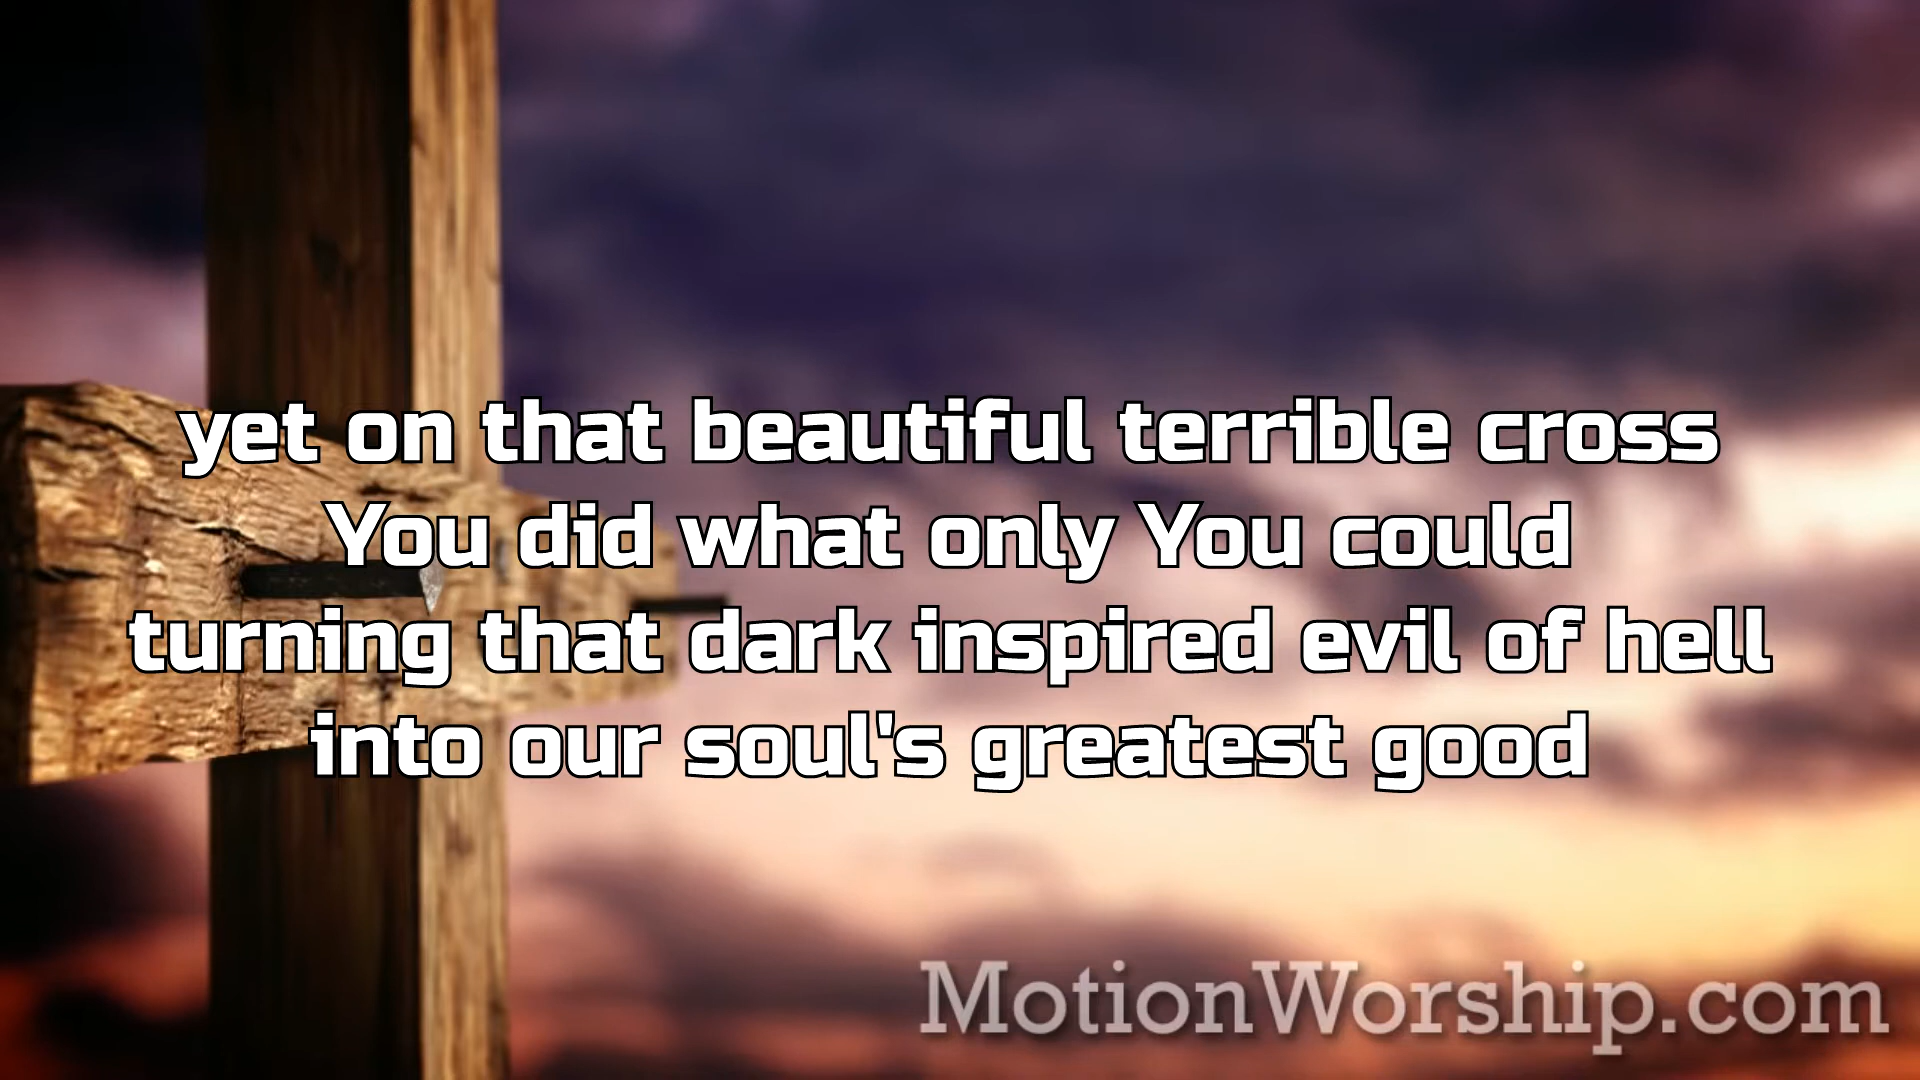 yet on that beautiful terrible cross
You did what only You could
turning that dark inspired evil of hell
into our soul's greatest good
MotionWorship.com